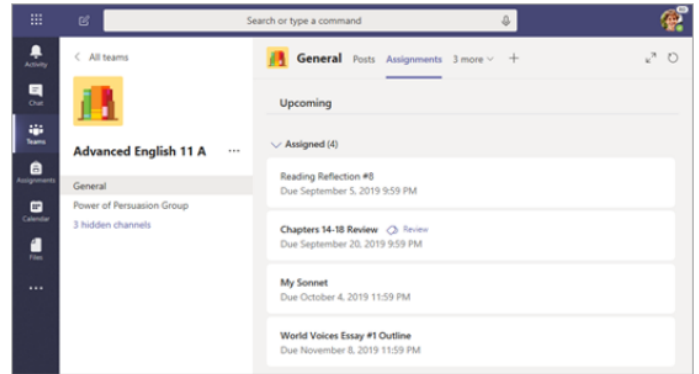 Search or type a command
Activity
Chat
Teams
Assignments
Calendar
Files
All teams
Advanced English 11 A
General
Power of Persuasion Group
3 hidden channels
General Posts Assignments 3 more
Upcoming
Assigned (4)
Reading Reflection #8
Due September 5, 2019 9:59 PM
Chapters 14-18 Review Review
Due September 20, 2019 9:59 PM
My Sonnet
Due October 4, 2019 11:59 PM
World Voices Essay #1 Outline
Due November 8, 2019 11:59 PM